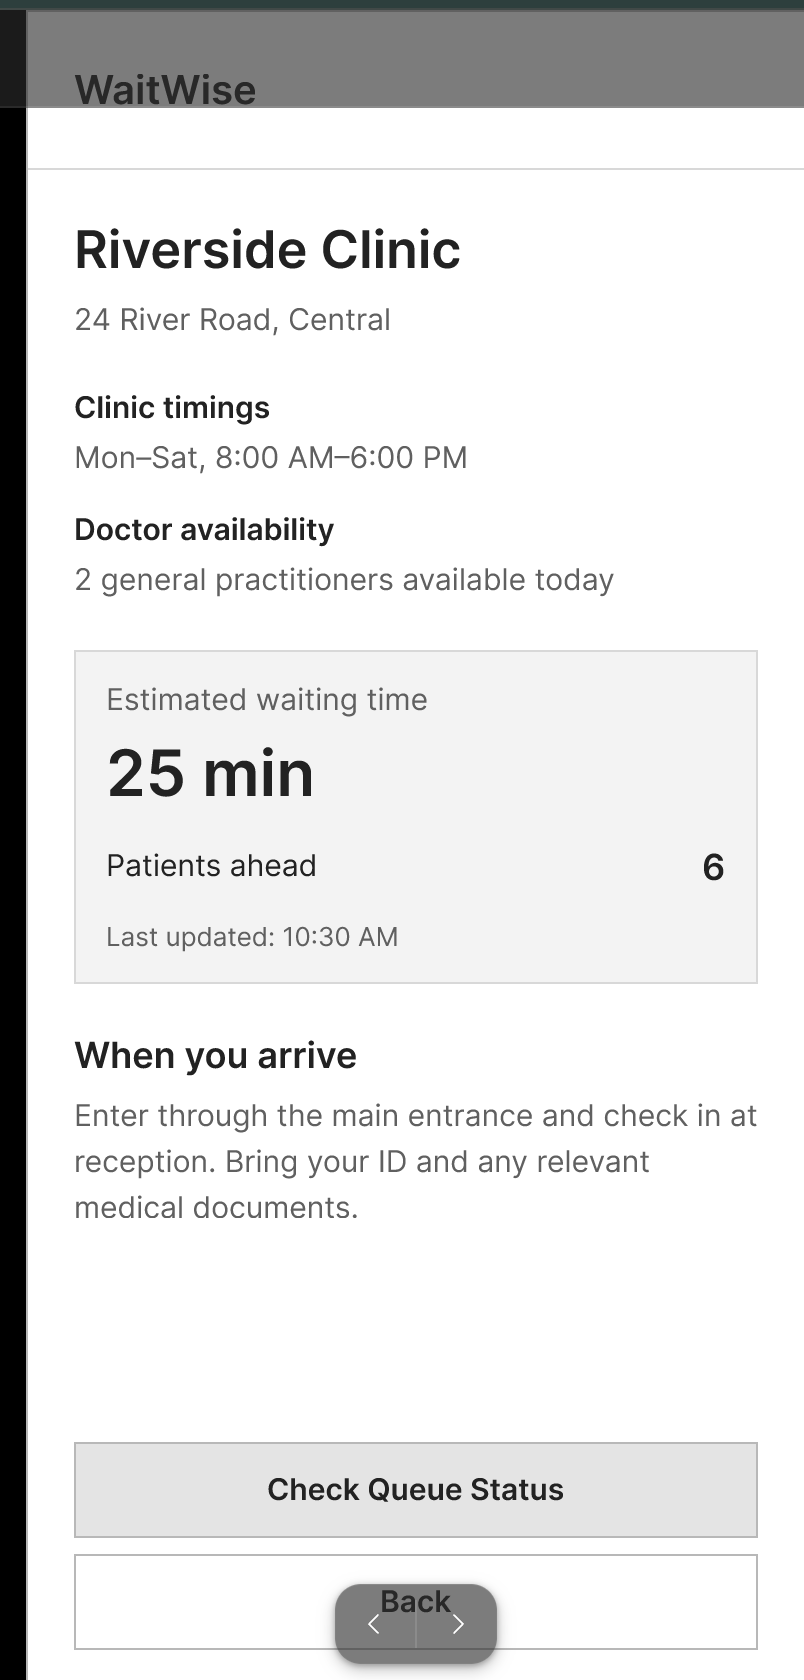 WaitWise
Riverside Clinic
24 River Road, Central
Clinic timings
Mon–Sat, 8:00 AM–6:00 PM
Doctor availability
2 general practitioners available today
Estimated waiting time
25 min
Patients ahead
6
Last updated: 10:30 AM
When you arrive
Enter through the main entrance and check in at
reception. Bring your ID and any relevant
medical documents.
Check Queue Status
Back